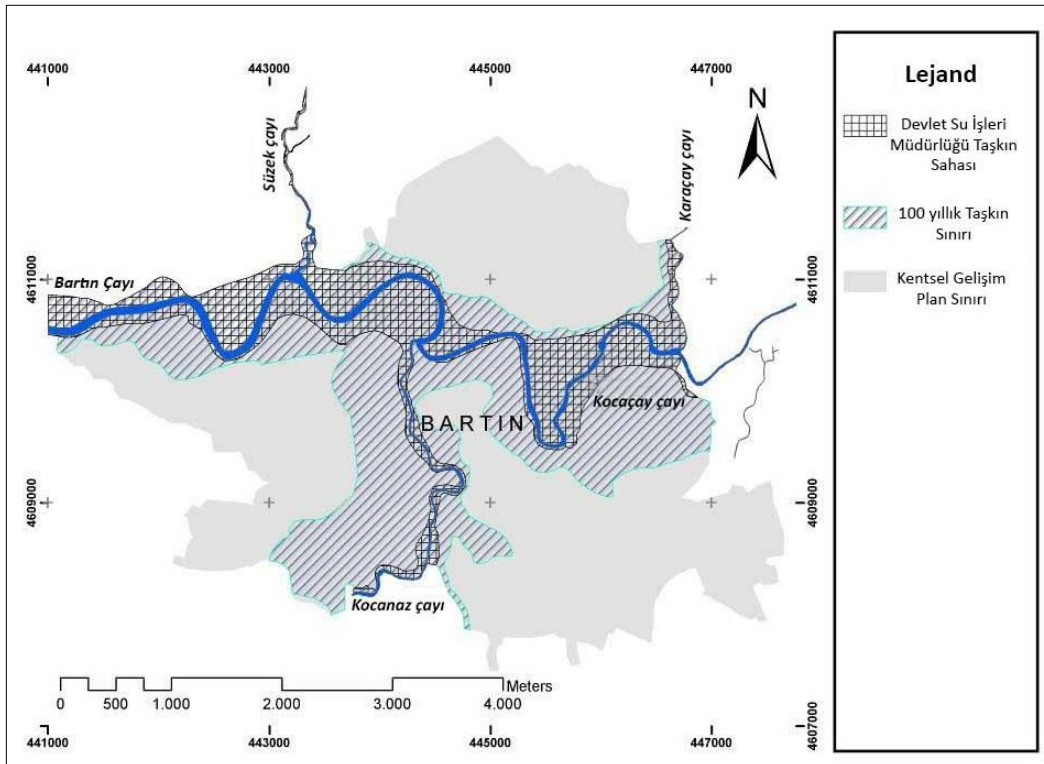 441000 443000 445000 447000
Lejand
Devlet Su İşleri
Müdürlüğü Taşkın
Sahası
100 yıllık Taşkın
Sınırı
Kentsel Gelişim
Plan Sınırı
N
Süzek çayı
Karaçay çayı
4611000
4611000
Bartın Çayı
Kocaçay çayı
BARTIN
4609000
4609000
Kocanaz çayı
Meters
0 500 1.000 2.000 3.000 4.000
4607000
4607000
441000 443000 445000 447000